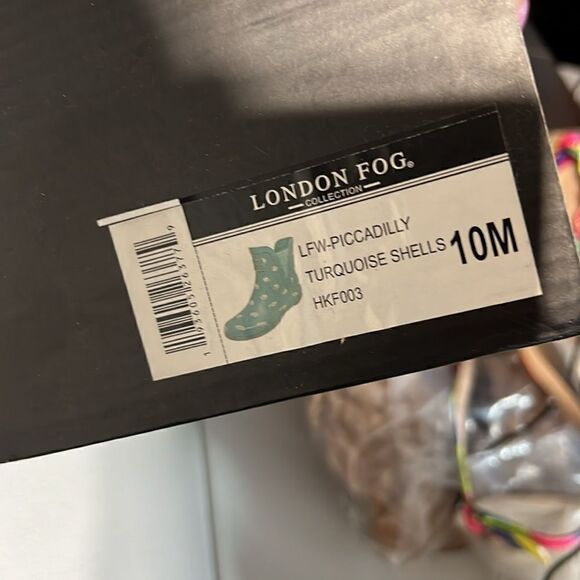 LONDON FOG®
COLLECTION
LFW-PICCADILLY
TURQUOISE SHELLS 10M
HKF003